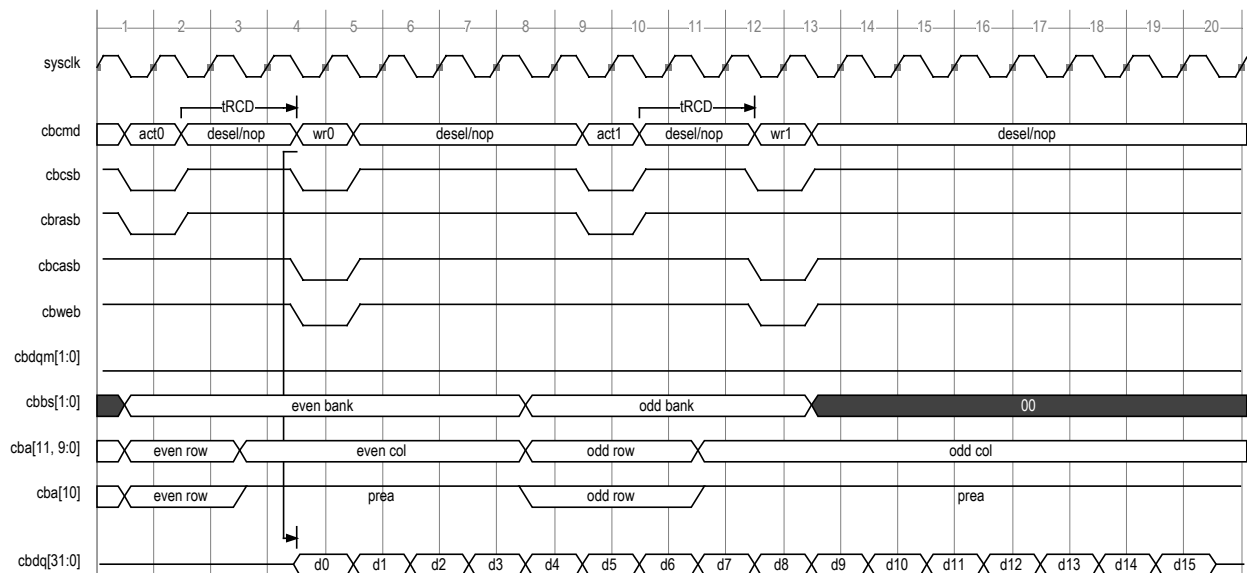 1 2 3 4 5 6 7 8 9 10 11 12 13 14 15 16 17 18 19 20
sysclk
tRCD tRCD
cbcmd act0 desel/nop wr0 desel/nop act1 desel/nop wr1 desel/nop
cbcsb
cbrasb
cbcasb
cbweb
cbdqm[1:0]
cbbs[1:0] even bank odd bank 00
cba[11, 9:0] even row even col odd row odd col
cba[10] even row prea odd row prea
cbdq[31:0] d0 d1 d2 d3 d4 d5 d6 d7 d8 d9 d10 d11 d12 d13 d14 d15